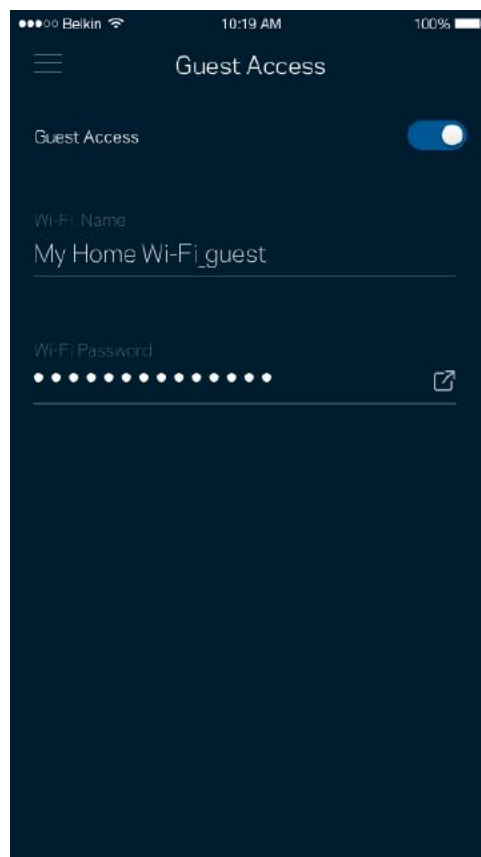 Belkin 10:19 AM 100%
Guest Access
Guest Access
Wi-Fi Name
My Home Wi-Fi_guest
Wi-Fi Password
••••••••••••••